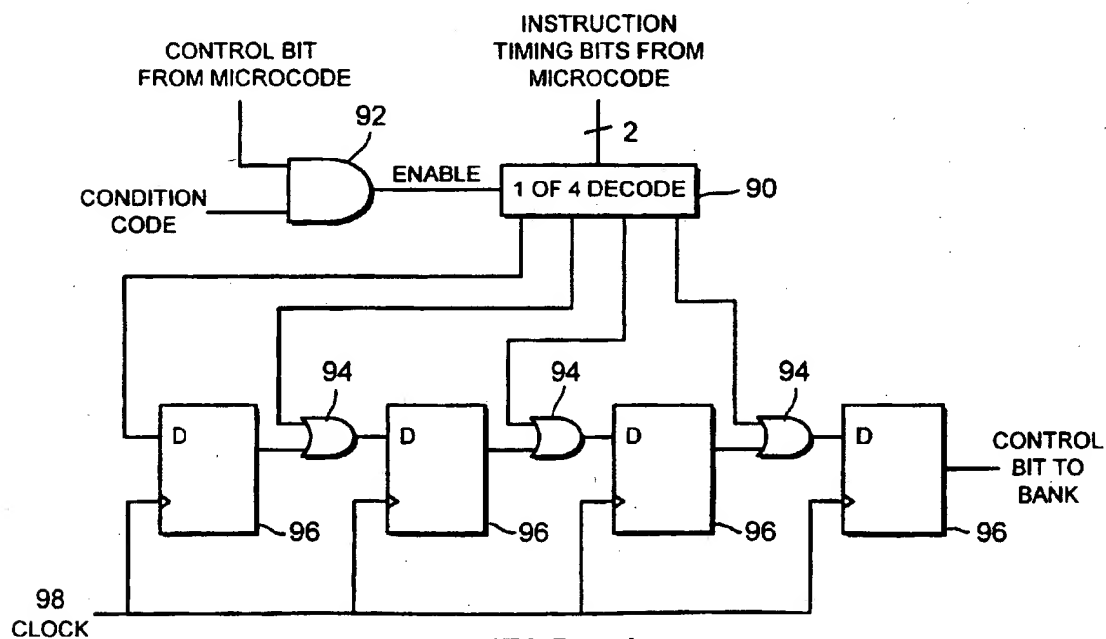 INSTRUCTION
TIMING BITS FROM
MICROCODE
CONTROL BIT
FROM MICROCODE
92
2
ENABLE
1 OF 4 DECODE
90
CONDITION
CODE
94
94
94
D
D
D
D
CONTROL
BIT TO
BANK
96
96
96
96
98
CLOCK